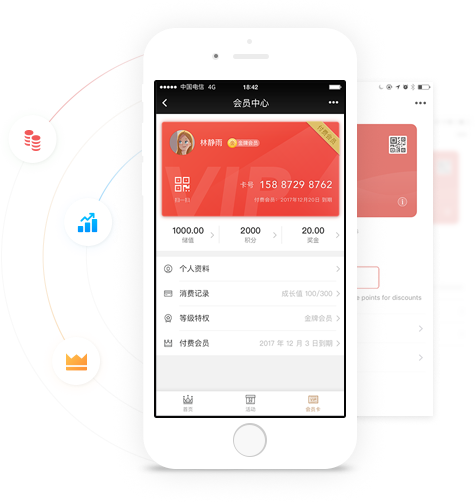 中国电信 4G
18:42
会员中心
付费会员
林静雨
金牌会员
VIP
卡号 158 8729 8762
付费会员：2017年12月20日 到期
1000.00
储值
2000
积分
20.00
奖金
个人资料
消费记录
成长值 100/300
等级特权
金牌会员
付费会员
2017 年 12 月 3 日到期
首页
活动
会员卡
points for discounts